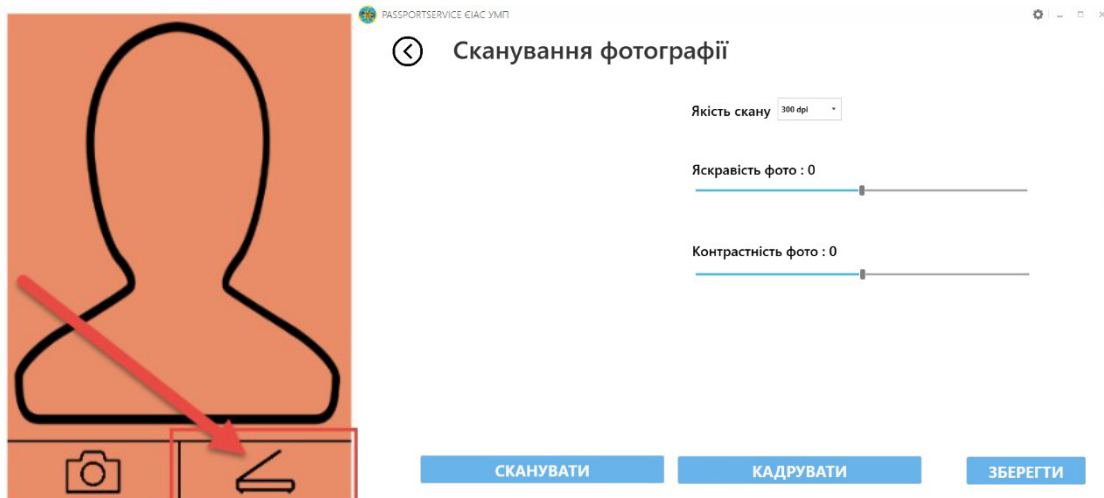 PASSPORTSERVICE ЄІАС УМП
Сканування фотографії
Якість скану 300 dpi
Яскравість фото : 0
Контрастність фото : 0
СКАНУВАТИ КАДРУВАТИ ЗБЕРЕГТИ